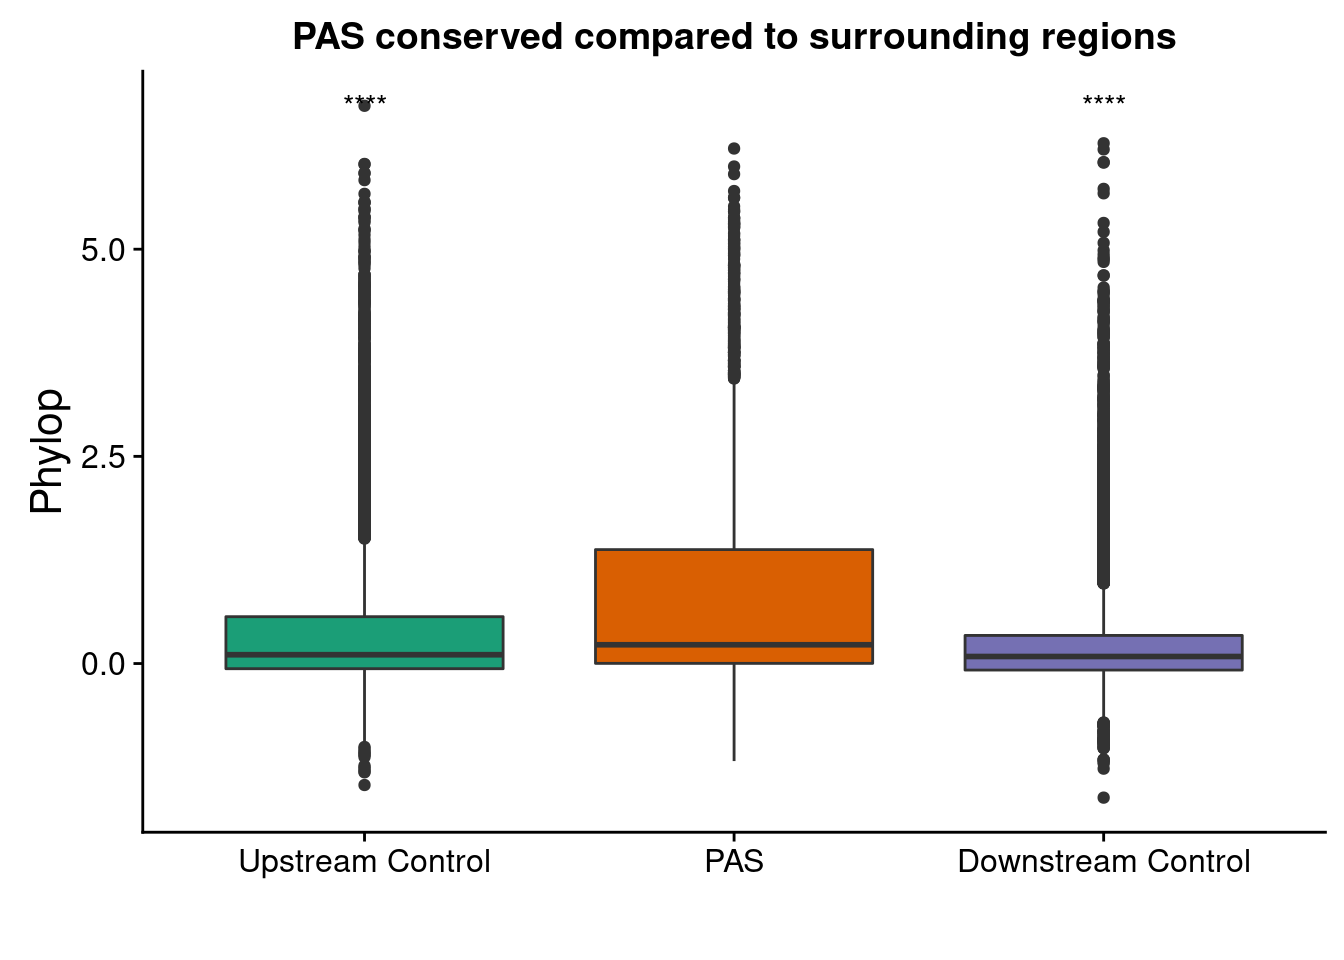 PAS conserved compared to surrounding regions
**** ****
Phylop
5.0
2.5
0.0
Upstream Control PAS Downstream Control